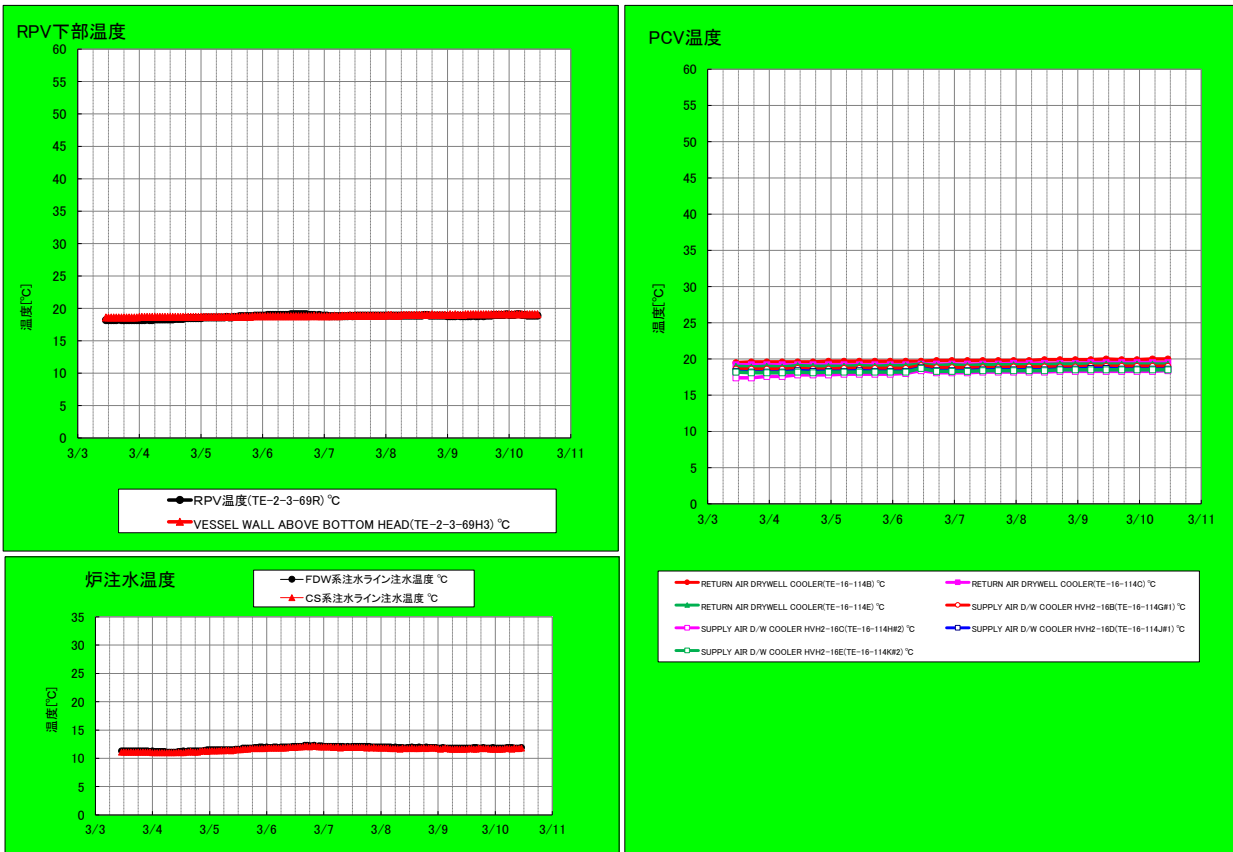 RPV下部温度
60
55
50
45
40
35
30
25
20
15
10
5
0
温度[℃]
3/3 3/4 3/5 3/6 3/7 3/8 3/9 3/10 3/11
RPV温度(TE-2-3-69R) ℃
VESSEL WALL ABOVE BOTTOM HEAD(TE-2-3-69H3) ℃
炉注水温度
FDW系注水ライン注水温度 ℃
CS系注水ライン注水温度 ℃
35
30
25
20
15
10
5
0
温度[℃]
3/3 3/4 3/5 3/6 3/7 3/8 3/9 3/10 3/11
PCV温度
60
55
50
45
40
35
30
25
20
15
10
5
0
温度[℃]
3/3 3/4 3/5 3/6 3/7 3/8 3/9 3/10 3/11
RETURN AIR DRYWELL COOLER(TE-16-114B) ℃
RETURN AIR DRYWELL COOLER(TE-16-114C) ℃
RETURN AIR DRYWELL COOLER(TE-16-114E) ℃
SUPPLY AIR D/W COOLER HVH2-16B(TE-16-114G#1) ℃
SUPPLY AIR D/W COOLER HVH2-16C(TE-16-114H#2) ℃
SUPPLY AIR D/W COOLER HVH2-16D(TE-16-114J#1) ℃
SUPPLY AIR D/W COOLER HVH2-16E(TE-16-114K#2) ℃